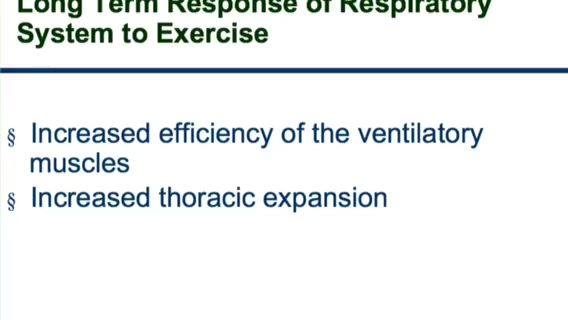 Long Term Response of Respiratory
System to Exercise
§ Increased efficiency of the ventilatory
muscles
§ Increased thoracic expansion